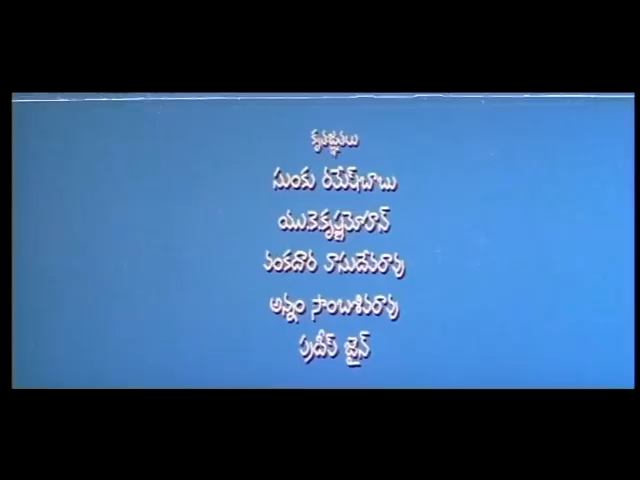 కృతజ్ఞతలు
సుంకు రమేష్‌బాబు
యు.కె.కృష్ణమోహన్
వంకదార వాసుదేవరావు
అన్నం సాంబశివరావు
ప్రదీప్ జైన్